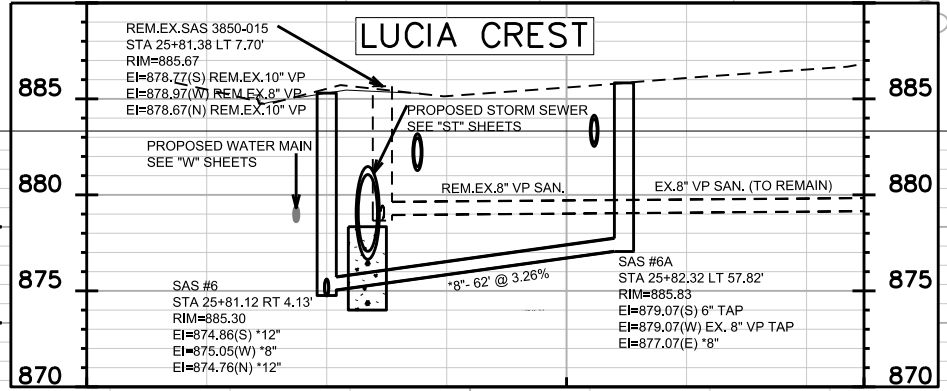 LUCIA CREST
REM.EX.SAS 3850-015
STA 25+81.38 LT 7.70'
RIM=885.67
EI=878.77(S) REM.EX.10" VP
EI=878.97(W) REM.EX.8" VP
EI=878.67(N) REM.EX.10" VP
885
885
PROPOSED STORM SEWER
SEE "ST" SHEETS
PROPOSED WATER MAIN
SEE "W" SHEETS
880
REM.EX.8" VP SAN.
EX.8" VP SAN. (TO REMAIN)
880
875
*8"- 62' @ 3.26%
875
SAS #6
STA 25+81.12 RT 4.13'
RIM=885.30
EI=874.86(S) *12"
EI=875.05(W) *8"
EI=874.76(N) *12"
SAS #6A
STA 25+82.32 LT 57.82'
RIM=885.83
EI=879.07(S) 6" TAP
EI=879.07(W) EX. 8" VP TAP
EI=877.07(E) *8"
870
870